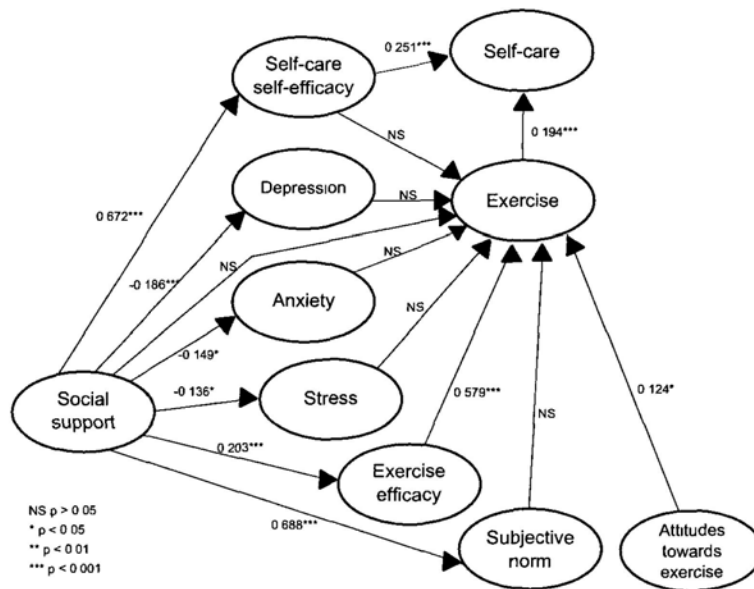 0 251***
Self-care
Self-care
self-efficacy
NS
0 194***
Depression
NS
Exercise
0 672***
NS
NS
-0 186***
Anxiety
NS
-0 149*
-0 136*
Stress
0 579***
NS
0 124*
Social
support
0 203***
Exercise
efficacy
0 688***
Subjective
norm
Attitudes
towards
exercise
NS p > 0 05
* p < 0 05
** p < 0 01
*** p < 0 001